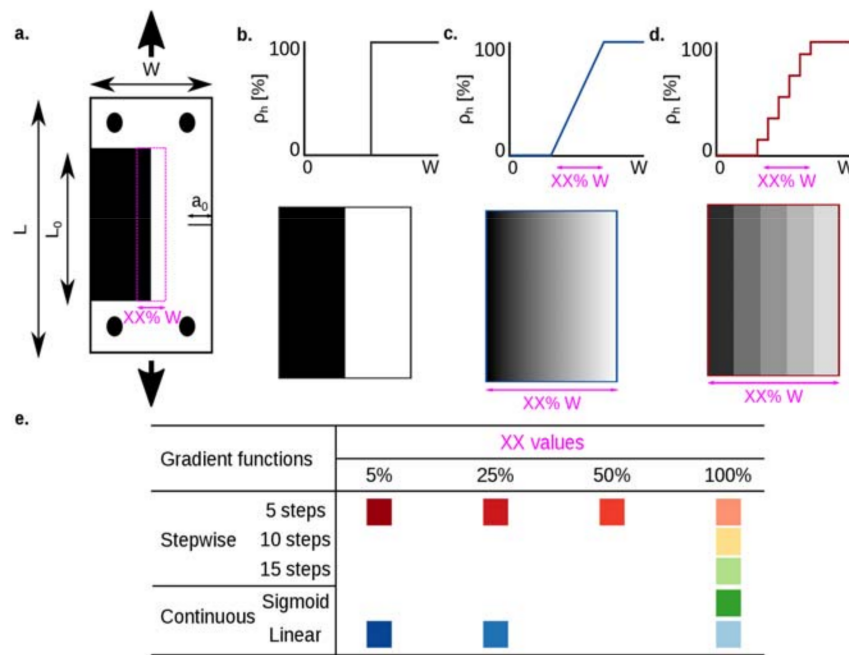 a.
W
L
L₀
a₀
XX% W
b.
100
ρₕ [%]
0
0
W
c.
100
ρₕ [%]
0
0
W
XX% W
XX% W
d.
100
ρₕ [%]
0
0
W
XX% W
XX% W
e.
Gradient functions
XX values
5% 25% 50% 100%
Stepwise
5 steps
10 steps
15 steps
Continuous
Sigmoid
Linear